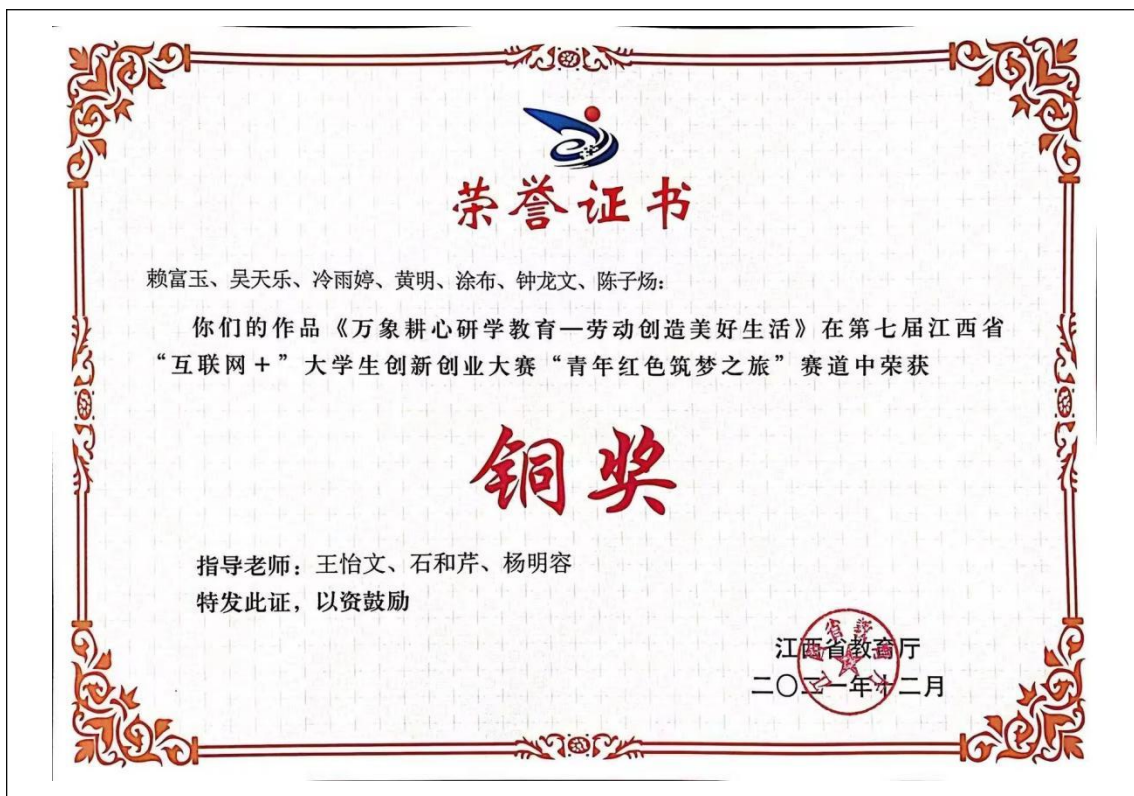 荣誉证书
赖富玉、吴天乐、冷雨婷、黄明、涂布、钟龙文、陈子炀:
你们的作品《万象耕心研学教育—劳动创造美好生活》在第七届江西省
“互联网+”大学生创新创业大赛“青年红色筑梦之旅”赛道中荣获
铜奖
指导老师:王怡文、石和芹、杨明容
特发此证,以资鼓励
江西省教育厅
二〇二一年十二月